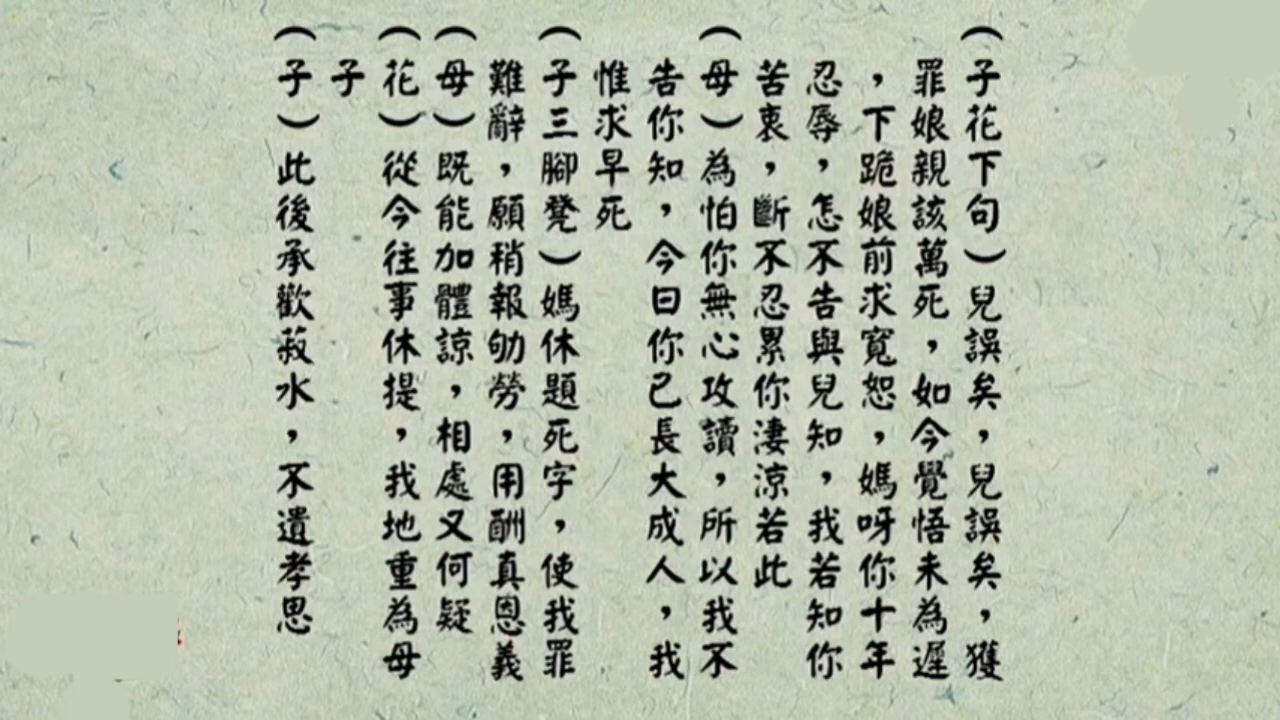 （子花下句）兒誤矣，兒誤矣，獲
罪娘親該萬死，如今覺悟未為遲
，下跪娘前求寬恕，媽呀你十年
忍辱，怎不告與兒知，我若知你
苦衷，斷不忍累你淒涼若此
（母）為怕你無心攻讀，所以我不
告你知，今日你已長大成人，我
惟求早死
（子三腳凳）媽休題死字，使我罪
難辭，願稍報劬勞，用酬真恩義
（母）既能加體諒，相處又何疑
（花）從今往事休提，我地重為母
子
（子）此後承歡菽水，不遺孝思